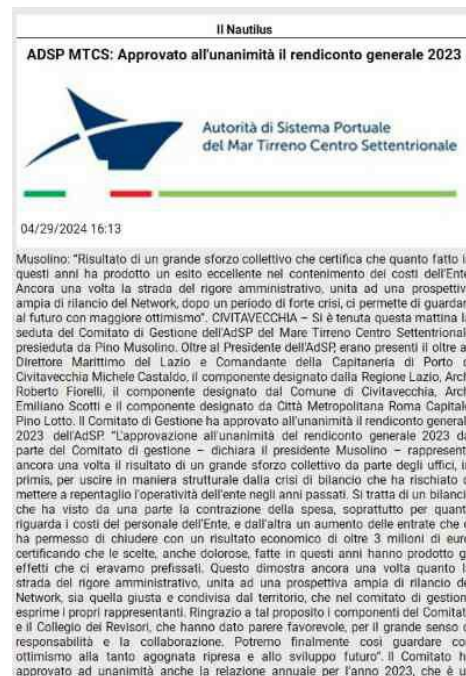 Il Nautilus
ADSP MTCS: Approvato all'unanimità il rendiconto generale 2023
Autorità di Sistema Portuale
del Mar Tirreno Centro Settentrionale
04/29/2024 16:13
Musolino: "Risultato di un grande sforzo collettivo che certifica che quanto fatto i
questi anni ha prodotto un esito eccellente nel contenimento dei costi dell'Ente
Ancora una volta la strada del rigore amministrativo, unita ad una prospettiv
ampia di rilancio del Network, dopo un periodo di forte crisi, ci permette di guardar
al futuro con maggiore ottimismo". CIVITAVECCHIA – Si è tenuta questa mattina l
seduta del Comitato di Gestione dell'AdSP del Mare Tirreno Centro Settentrional
presieduta da Pino Musolino. Oltre al Presidente dell'AdSP, erano presenti il oltre a
Direttore Marittimo del Lazio e Comandante della Capitaneria di Porto d
Civitavecchia Michele Castaldo, il componente designato dalla Regione Lazio, Arch
Roberto Fiorelli, il componente designato dal Comune di Civitavecchia, Arch
Emiliano Scotti e il componente designato da Città Metropolitana Roma Capital
Pino Lotto. Il Comitato di Gestione ha approvato all'unanimità il rendiconto general
2023 dell'AdSP. "L'approvazione all'unanimità del rendiconto generale 2023 da
parte del Comitato di gestione – dichiara il presidente Musolino – rappresent
ancora una volta il risultato di un grande sforzo collettivo da parte degli uffici, i
primis, per uscire in maniera strutturale dalla crisi di bilancio che ha rischiato d
mettere a repentaglio l'operatività dell'ente negli anni passati. Si tratta di un bilanci
che ha visto da una parte la contrazione della spesa, soprattutto per quant
riguarda i costi del personale dell'Ente, e dall'altra un aumento delle entrate che c
ha permesso di chiudere con un risultato economico di oltre 3 milioni di eur
certificando che le scelte, anche dolorose, fatte in questi anni hanno prodotto g
effetti che ci eravamo prefissati. Questo dimostra ancora una volta quanto l
strada del rigore amministrativo, unita ad una prospettiva ampia di rilancio de
Network, sia quella giusta e condivisa dal territorio, che nel comitato di gestion
esprime i propri rappresentanti. Ringrazio a tal proposito i componenti del Comitat
e il Collegio dei Revisori, che hanno dato parere favorevole, per il grande senso d
responsabilità e la collaborazione. Potremo finalmente così guardare co
ottimismo alla tanto agognata ripresa e allo sviluppo futuro". Il Comitato h
approvato ad unanimità anche la relazione annuale per l'anno 2023, che è u